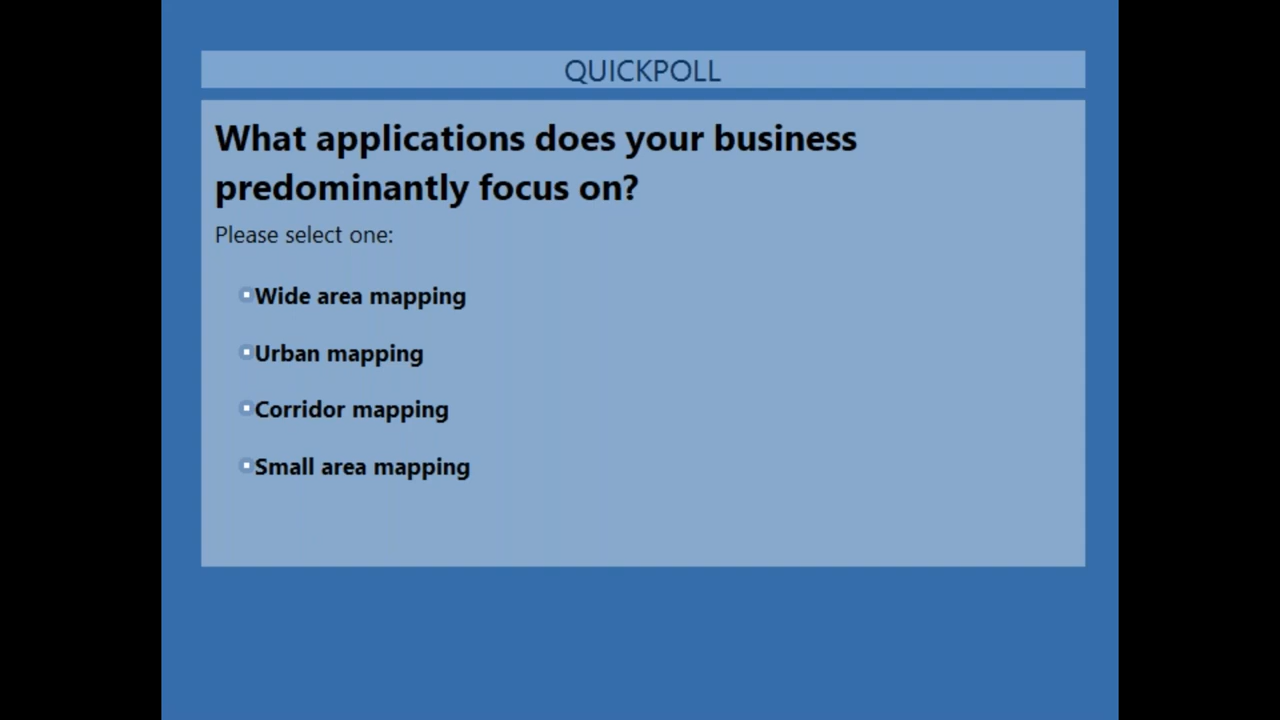 QUICKPOLL
What applications does your business
predominantly focus on?
Please select one:
Wide area mapping
Urban mapping
Corridor mapping
Small area mapping